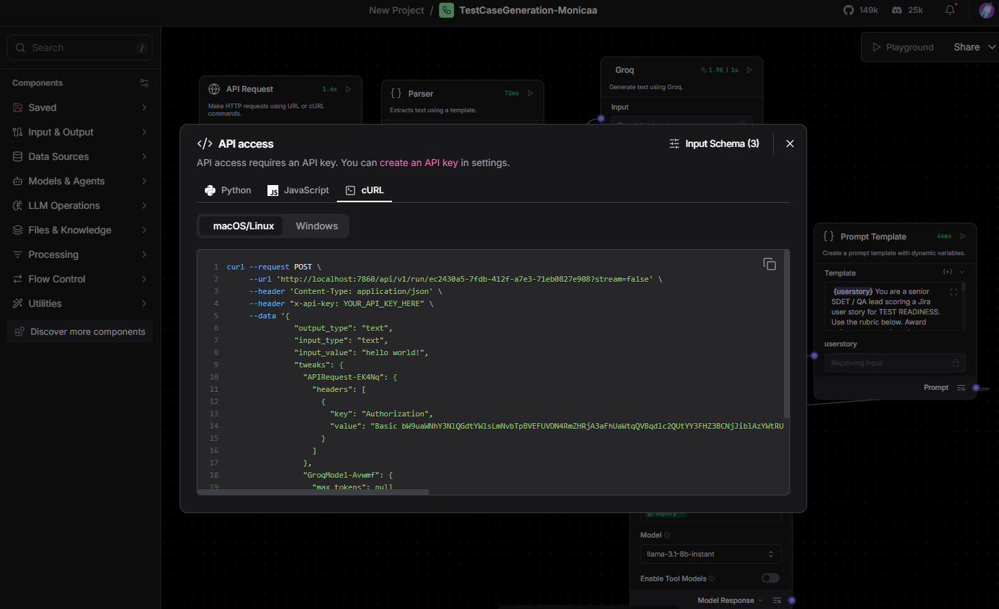 New Project / TestCaseGeneration-Monicaa
149k
25k
Search /
Playground
Share
Components
Saved
Input & Output
Data Sources
Models & Agents
LLM Operations
Files & Knowledge
Processing
Flow Control
Utilities
Discover more components
API Request 1.6s
Make HTTP requests using URL or cURL
commands.
Parser 72ms
Extracts text using a template.
Groq 1.9K | 1s
Generate text using Groq.
Input
</> API access
Input Schema (3)
API access requires an API key. You can create an API key in settings.
Python
JS JavaScript
cURL
macOS/Linux
Windows
1 curl --request POST \
2 --url 'http://localhost:7860/api/v1/run/ec2430a5-7fdb-412f-a7e3-71eb0827e908?stream=false' \
3 --header 'Content-Type: application/json' \
4 --header "x-api-key: YOUR_API_KEY_HERE" \
5 --data '{
6 "output_type": "text",
7 "input_type": "text",
8 "input_value": "hello world!",
9 "tweaks": {
10 "APIRequest-EK4Nq": {
11 "headers": [
12 {
13 "key": "Authorization",
14 "value": "Basic
15 }
16 ]
17 },
18 "GroqModel-Avwmf": {
19 "max_tokens": null
{ } Prompt Template 46ms
Create a prompt template with dynamic variables.
Template {+}
{userstory} You are a senior
SDET / QA lead scoring a Jira
user story for TEST READINESS.
Use the rubric below. Award
userstory
Receiving input
Prompt
groqkey
Model
llama-3.1-8b-instant
Enable Tool Models
Model Response